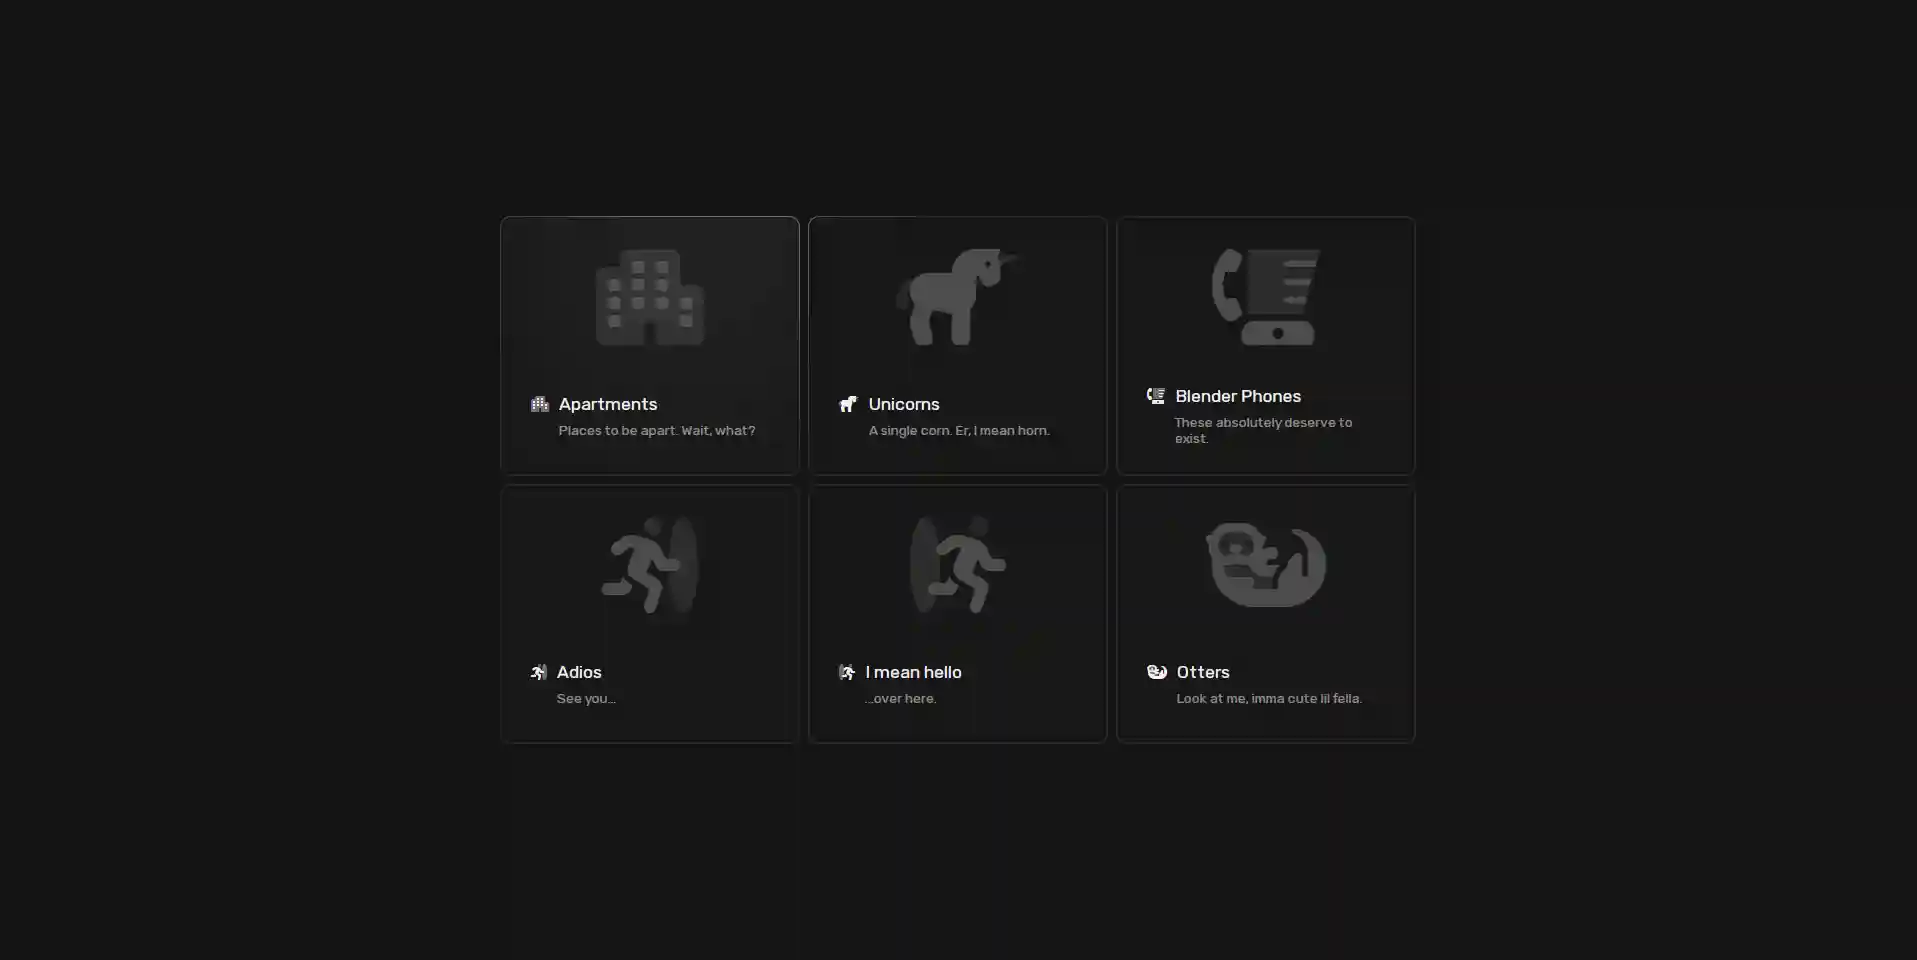 Apartments
Places to be apart. Wait, what?
Unicorns
A single corn. Er, I mean horn.
Blender Phones
These absolutely deserve to
exist.
Adios
See you...
I mean hello
...over here.
Otters
Look at me, imma cute lil fella.